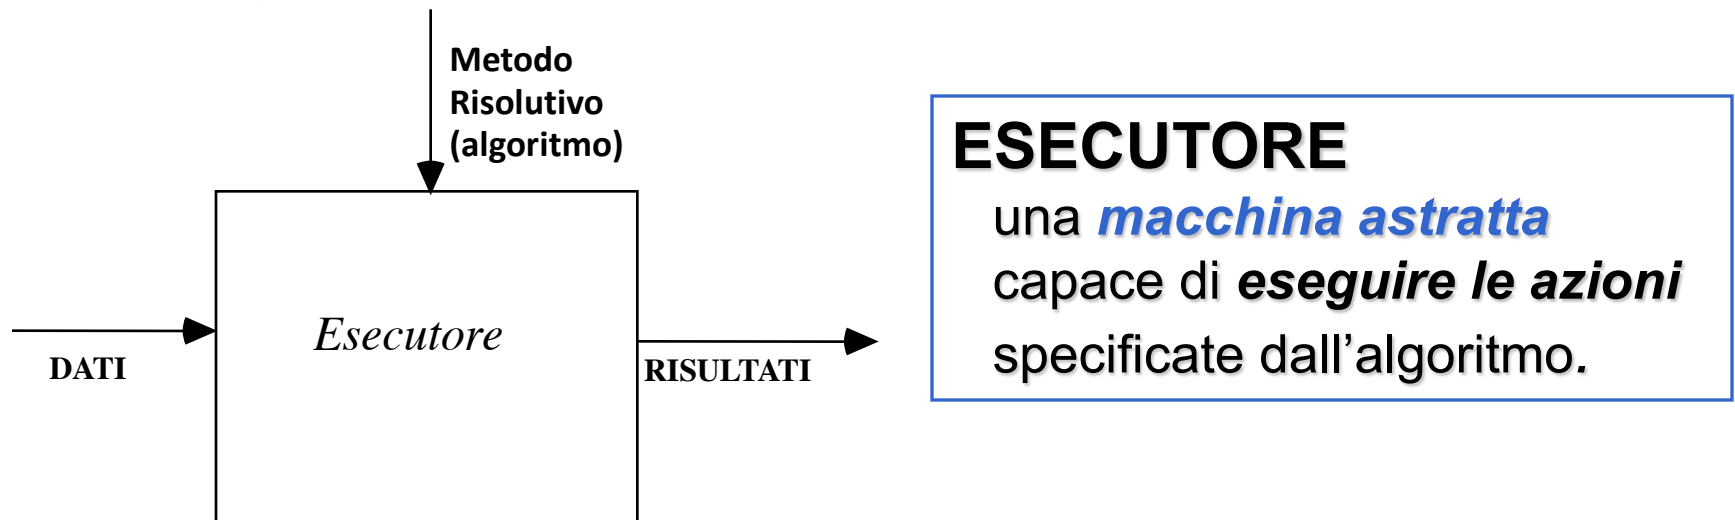 Metodo
Risolutivo
(algoritmo)
Esecutore
DATI
RISULTATI
ESECUTORE
una macchina astratta
capace di eseguire le azioni
specificate dall’algoritmo.